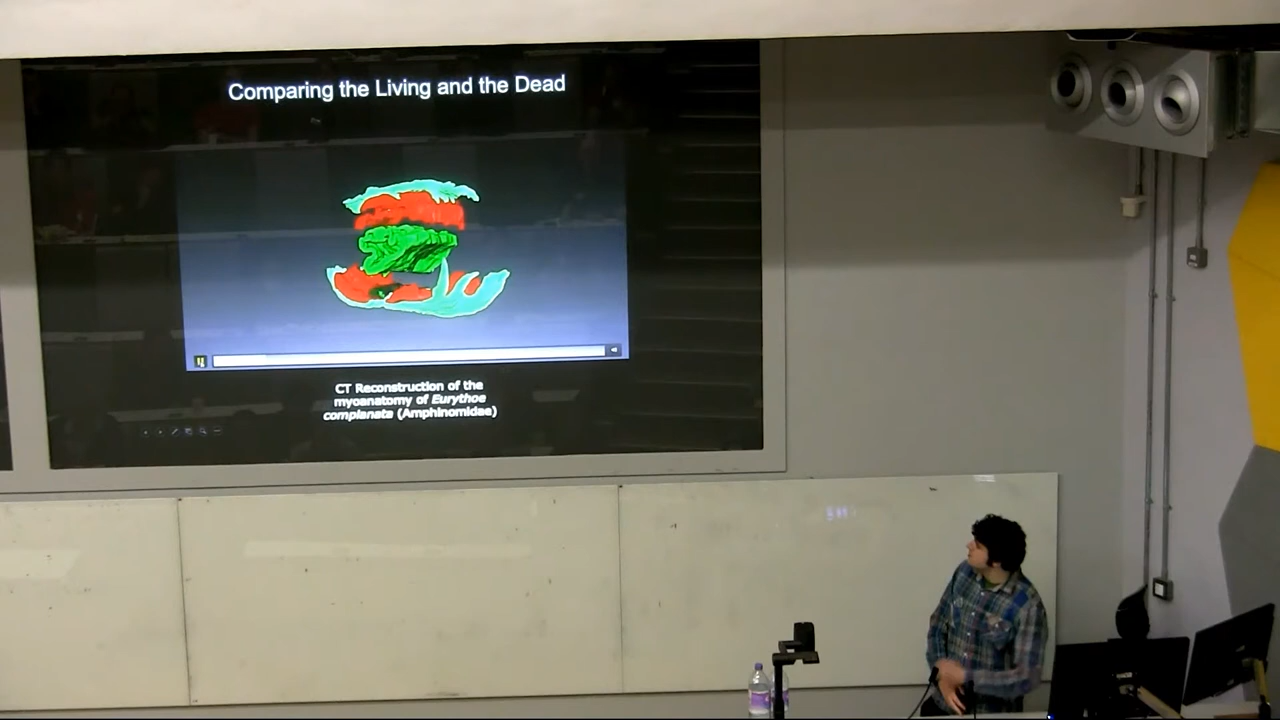 Comparing the Living and the Dead
CT Reconstruction of the
myoanatomy of Eurythoe
complanata (Amphinomidae)